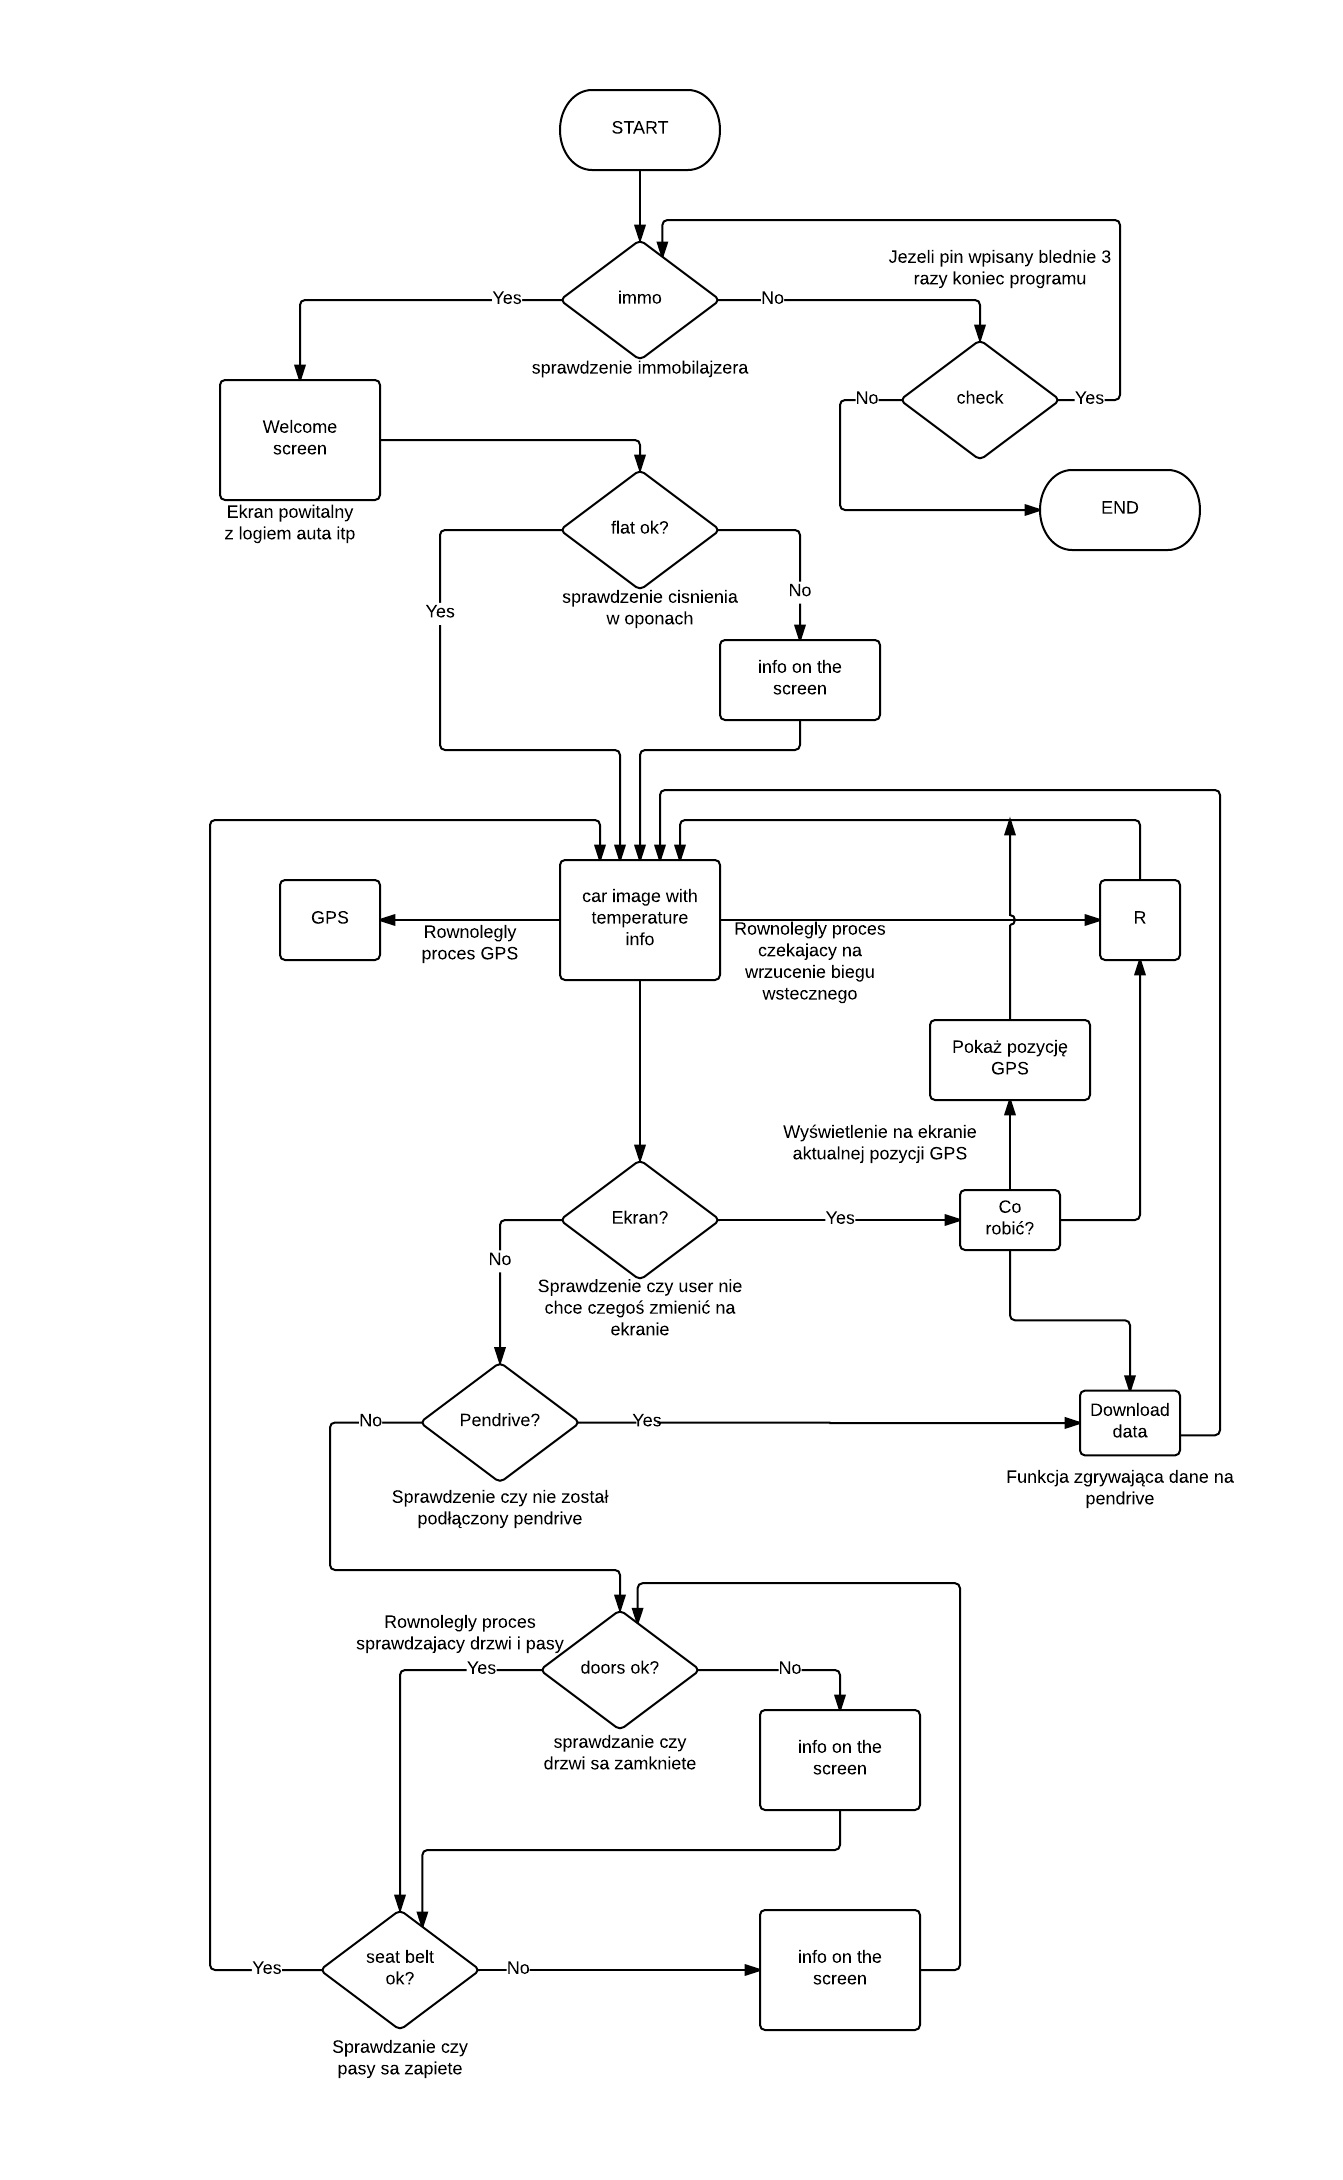 START
Jezeli pin wpisany blednie 3
razy koniec programu
Yes
immo
No
sprawdzenie immobilajzera
No
check
Yes
Welcome
screen
Ekran powitalny
z logiem auta itp
END
flat ok?
sprawdzenie cisnienia
w oponach
No
Yes
info on the
screen
GPS
Rownolegly
proces GPS
car image with
temperature
info
Rownolegly proces
czekajacy na
wrzucenie biegu
wstecznego
R
Pokaż pozycję
GPS
Wyświetlenie na ekranie
aktualnej pozycji GPS
Ekran?
Yes
Co
robić?
No
Sprawdzenie czy user nie
chce czegoś zmienić na
ekranie
No
Pendrive?
Yes
Download
data
Funkcja zgrywająca dane na
pendrive
Sprawdzenie czy nie został
podłączony pendrive
Rownolegly proces
sprawdzajacy drzwi i pasy
Yes
doors ok?
No
sprawdzanie czy
drzwi sa zamkniete
info on the
screen
Yes
seat belt
ok?
No
info on the
screen
Sprawdzanie czy
pasy sa zapiete